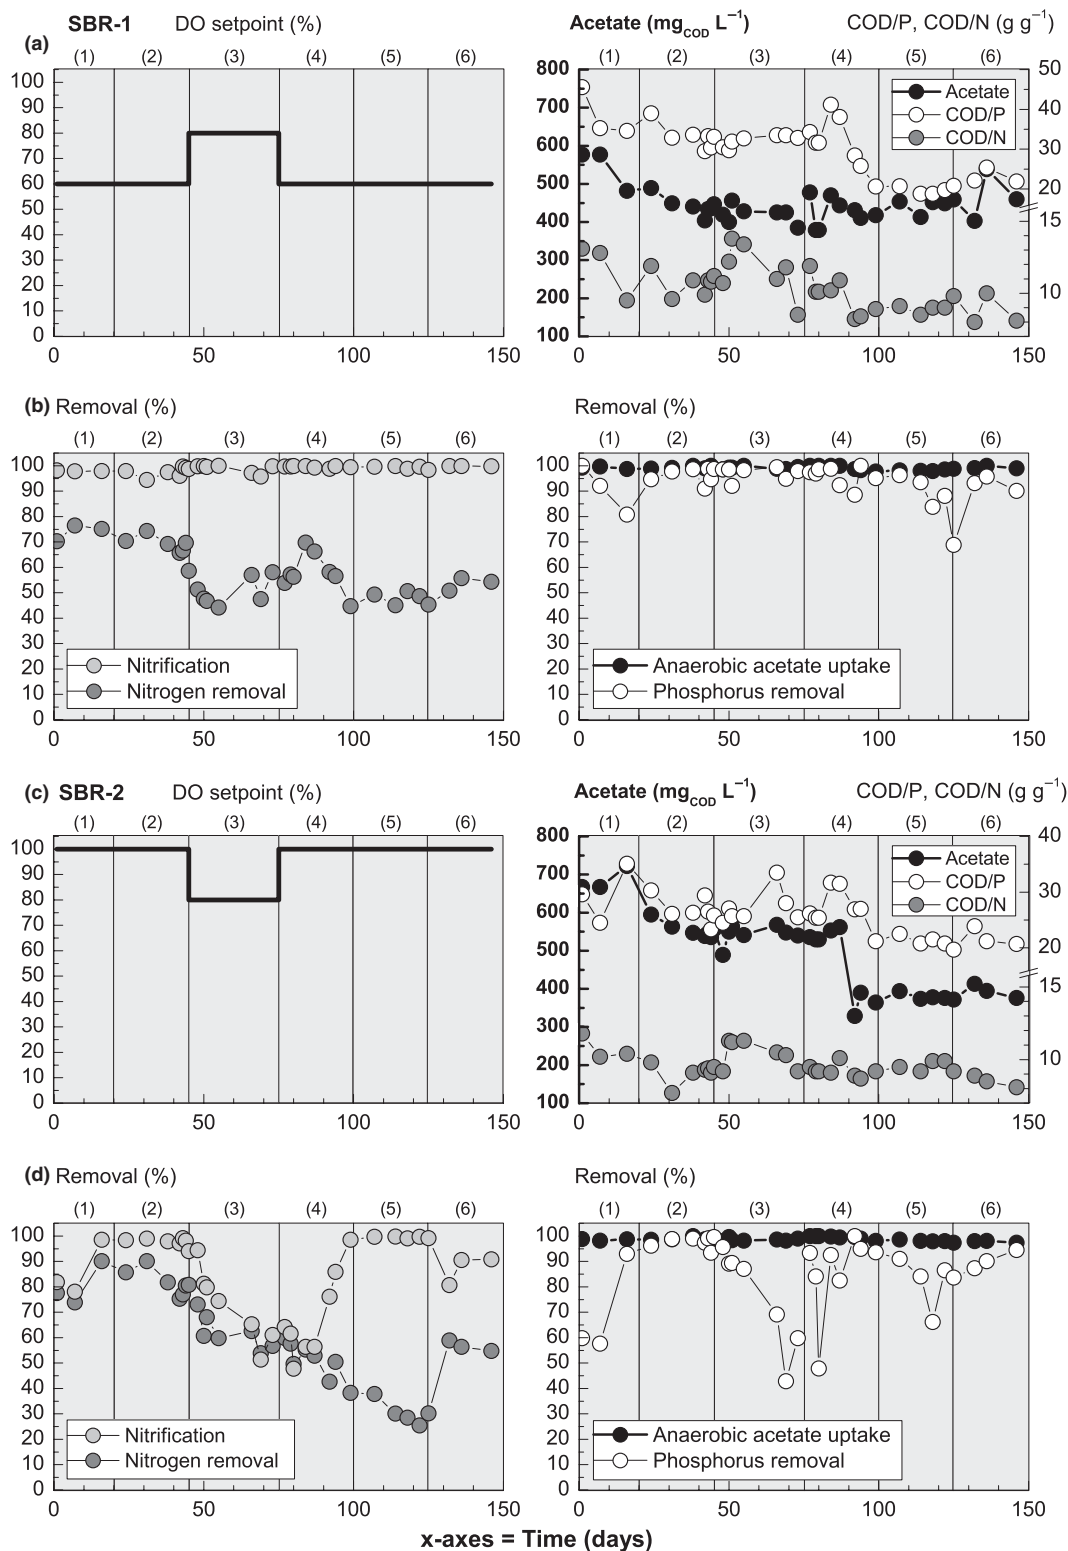 (a) SBR-1 DO setpoint (%)
(1) (2) (3) (4) (5) (6)
100
90
80
70
60
50
40
30
20
10
0
0 50 100 150
Acetate (mgCOD L−1) COD/P, COD/N (g g−1)
(1) (2) (3) (4) (5) (6)
800
700
600
500
400
300
200
100
50
40
30
20
15
10
Acetate
COD/P
COD/N
0 50 100 150
(b) Removal (%)
(1) (2) (3) (4) (5) (6)
100
90
80
70
60
50
40
30
20
10
0
Nitrification
Nitrogen removal
0 50 100 150
Removal (%)
(1) (2) (3) (4) (5) (6)
100
90
80
70
60
50
40
30
20
10
0
Anaerobic acetate uptake
Phosphorus removal
0 50 100 150
(c) SBR-2 DO setpoint (%)
(1) (2) (3) (4) (5) (6)
100
90
80
70
60
50
40
30
20
10
0
0 50 100 150
Acetate (mgCOD L−1) COD/P, COD/N (g g−1)
(1) (2) (3) (4) (5) (6)
800
700
600
500
400
300
200
100
40
30
20
15
10
Acetate
COD/P
COD/N
0 50 100 150
(d) Removal (%)
(1) (2) (3) (4) (5) (6)
100
90
80
70
60
50
40
30
20
10
0
Nitrification
Nitrogen removal
0 50 100 150
Removal (%)
(1) (2) (3) (4) (5) (6)
100
90
80
70
60
50
40
30
20
10
0
Anaerobic acetate uptake
Phosphorus removal
0 50 100 150
x-axes = Time (days)